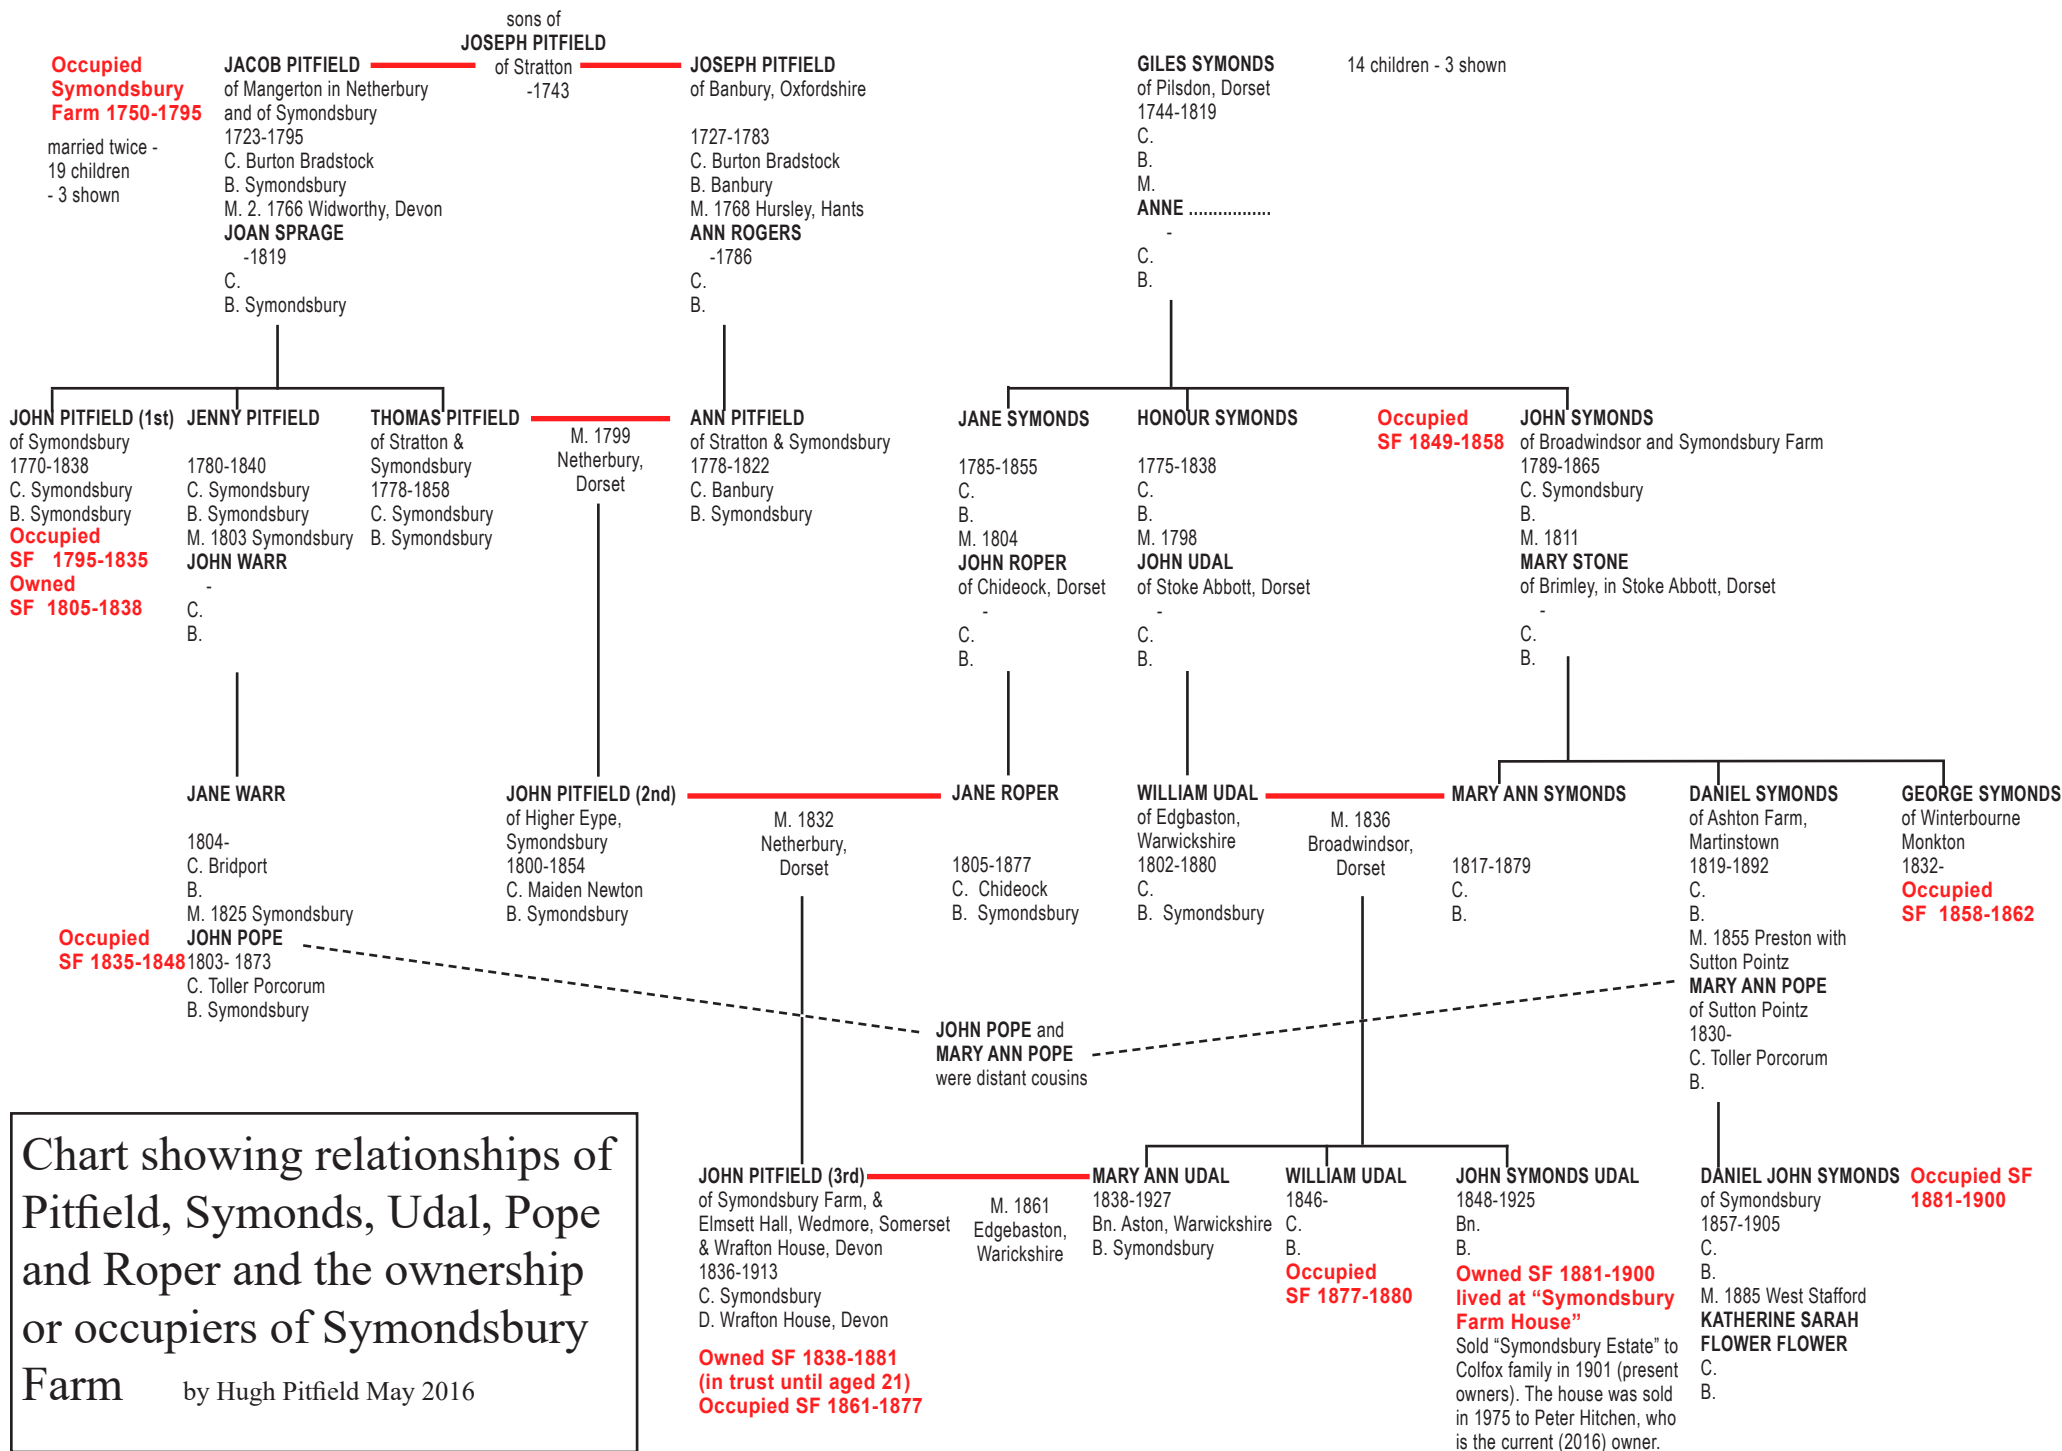 sons of
JOSEPH PITFIELD
of Stratton
-1743
Occupied
Symondsbury
Farm 1750-1795
married twice -
19 children
- 3 shown
JACOB PITFIELD
of Mangerton in Netherbury
and of Symondsbury
1723-1795
C. Burton Bradstock
B. Symondsbury
M. 2. 1766 Widworthy, Devon
JOAN SPRAGE
-1819
C.
B. Symondsbury
JOSEPH PITFIELD
of Banbury, Oxfordshire
1727-1783
C. Burton Bradstock
B. Banbury
M. 1768 Hursley, Hants
ANN ROGERS
-1786
C.
B.
GILES SYMONDS
of Pilsdon, Dorset
1744-1819
C.
B.
M.
ANNE .................
-
C.
B.
14 children - 3 shown
JOHN PITFIELD (1st)
of Symondsbury
1770-1838
C. Symondsbury
B. Symondsbury
Occupied
SF 1795-1835
Owned
SF 1805-1838
JENNY PITFIELD
1780-1840
C. Symondsbury
B. Symondsbury
M. 1803 Symondsbury
JOHN WARR
-
C.
B.
THOMAS PITFIELD
of Stratton &
Symondsbury
1778-1858
C. Symondsbury
B. Symondsbury
M. 1799
Netherbury,
Dorset
ANN PITFIELD
of Stratton & Symondsbury
1778-1822
C. Banbury
B. Symondsbury
JANE SYMONDS
1785-1855
C.
B.
M. 1804
JOHN ROPER
of Chideock, Dorset
-
C.
B.
HONOUR SYMONDS
1775-1838
C.
B.
M. 1798
JOHN UDAL
of Stoke Abbott, Dorset
-
C.
B.
Occupied
SF 1849-1858
JOHN SYMONDS
of Broadwindsor and Symondsbury Farm
1789-1865
C. Symondsbury
B.
M. 1811
MARY STONE
of Brimley, in Stoke Abbott, Dorset
-
C.
B.
JANE WARR
1804-
C. Bridport
B.
M. 1825 Symondsbury
JOHN POPE
1803- 1873
C. Toller Porcorum
B. Symondsbury
Occupied
SF 1835-1848
JOHN PITFIELD (2nd)
of Higher Eype,
Symondsbury
1800-1854
C. Maiden Newton
B. Symondsbury
M. 1832
Netherbury,
Dorset
JANE ROPER
1805-1877
C. Chideock
B. Symondsbury
WILLIAM UDAL
of Edgbaston,
Warwickshire
1802-1880
C.
B. Symondsbury
M. 1836
Broadwindsor,
Dorset
MARY ANN SYMONDS
1817-1879
C.
B.
DANIEL SYMONDS
of Ashton Farm,
Martinstown
1819-1892
C.
B.
M. 1855 Preston with
Sutton Pointz
MARY ANN POPE
of Sutton Pointz
1830-
C. Toller Porcorum
B.
GEORGE SYMONDS
of Winterbourne
Monkton
1832-
Occupied
SF 1858-1862
JOHN POPE and
MARY ANN POPE
were distant cousins
Chart showing relationships of
Pitfield, Symonds, Udal, Pope
and Roper and the ownership
or occupiers of Symondsbury
Farm by Hugh Pitfield May 2016
JOHN PITFIELD (3rd)
of Symondsbury Farm, &
Elmsett Hall, Wedmore, Somerset
& Wrafton House, Devon
1836-1913
C. Symondsbury
D. Wrafton House, Devon
Owned SF 1838-1881
(in trust until aged 21)
Occupied SF 1861-1877
M. 1861
Edgebaston,
Warickshire
MARY ANN UDAL
1838-1927
Bn. Aston, Warwickshire
B. Symondsbury
WILLIAM UDAL
1846-
C.
B.
Occupied
SF 1877-1880
JOHN SYMONDS UDAL
1848-1925
Bn.
B.
Owned SF 1881-1900
lived at “Symondsbury
Farm House”
Sold “Symondsbury Estate” to
Colfox family in 1901 (present
owners). The house was sold
in 1975 to Peter Hitchen, who
is the current (2016) owner.
DANIEL JOHN SYMONDS
of Symondsbury
1857-1905
C.
B.
M. 1885 West Stafford
KATHERINE SARAH
FLOWER FLOWER
C.
B.
Occupied SF
1881-1900